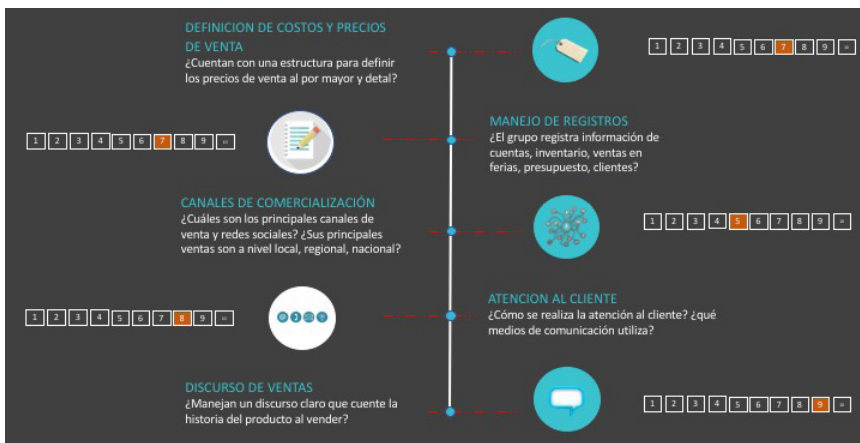 DEFINICION DE COSTOS Y PRECIOS
DE VENTA
¿Cuentan con una estructura para definir
los precios de venta al por mayor y detal?
1 2 3 4 5 6 7 8 9
MANEJO DE REGISTROS
¿El grupo registra información de
cuentas, inventario, ventas en
ferias, presupuesto, clientes?
1 2 3 4 5 6 7 8 9
CANALES DE COMERCIALIZACIÓN
¿Cuáles son los principales canales de
venta y redes sociales? ¿Sus principales
ventas son a nivel local, regional, nacional?
1 2 3 4 5 6 7 8 9
ATENCION AL CLIENTE
¿Cómo se realiza la atención al cliente? ¿qué
medios de comunicación utiliza?
1 2 3 4 5 6 7 8 9
DISCURSO DE VENTAS
¿Manejan un discurso claro que cuente la
historia del producto al vender?
1 2 3 4 5 6 7 8 9